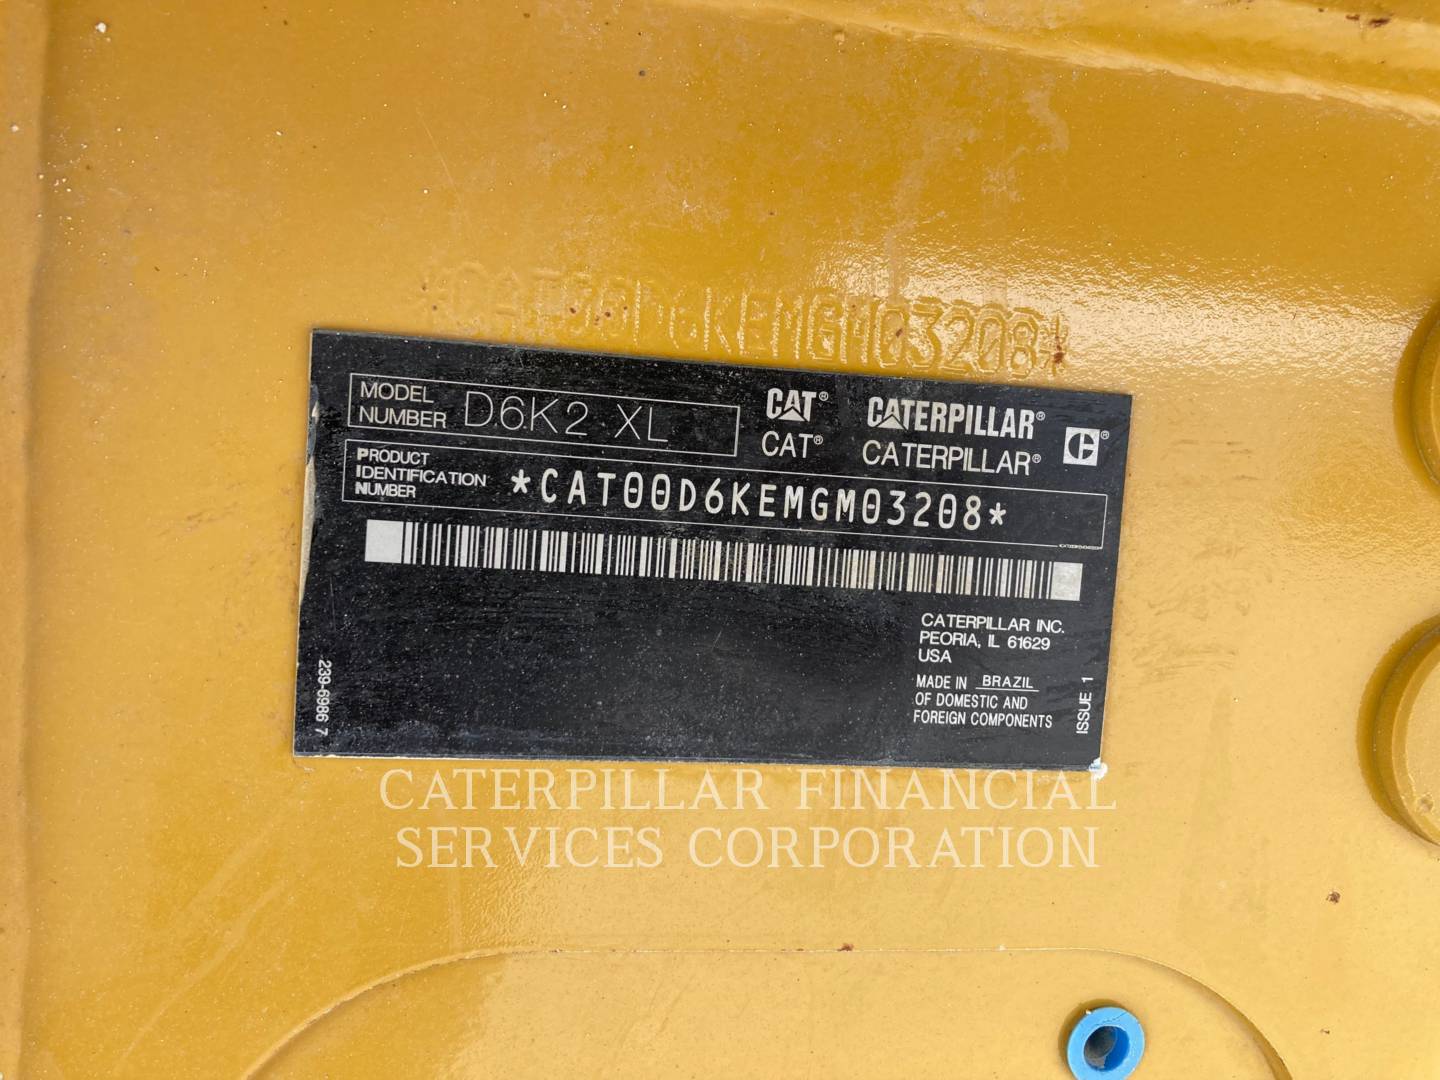 *CAT00D6KEMGM03208*
MODEL NUMBER D6K2 XL
CAT® CATERPILLAR®
CAT® CATERPILLAR®
PRODUCT
IDENTIFICATION
NUMBER
*CAT00D6KEMGM03208*
CATERPILLAR INC.
PEORIA, IL 61629
USA
MADE IN BRAZIL
OF DOMESTIC AND
FOREIGN COMPONENTS
ISSUE 1
239-6986 7
CATERPILLAR FINANCIAL
SERVICES CORPORATION